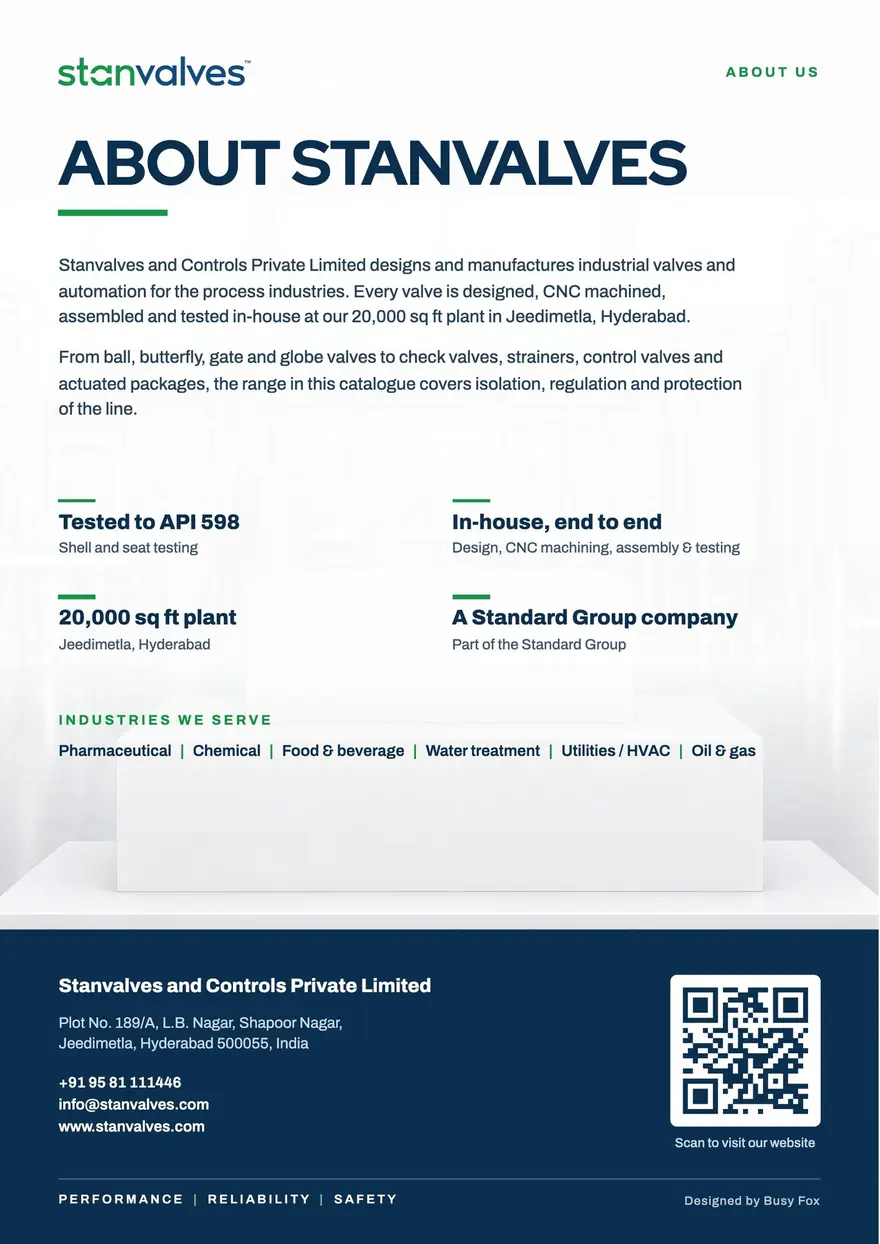 stanvalves™
ABOUT US
ABOUT STANVALVES
Stanvalves and Controls Private Limited designs and manufactures industrial valves and
automation for the process industries. Every valve is designed, CNC machined,
assembled and tested in-house at our 20,000 sq ft plant in Jeedimetla, Hyderabad.
From ball, butterfly, gate and globe valves to check valves, strainers, control valves and
actuated packages, the range in this catalogue covers isolation, regulation and protection
of the line.
Tested to API 598
Shell and seat testing
In-house, end to end
Design, CNC machining, assembly & testing
20,000 sq ft plant
Jeedimetla, Hyderabad
A Standard Group company
Part of the Standard Group
INDUSTRIES WE SERVE
Pharmaceutical | Chemical | Food & beverage | Water treatment | Utilities / HVAC | Oil & gas
Stanvalves and Controls Private Limited
Plot No. 189/A, L.B. Nagar, Shapoor Nagar,
Jeedimetla, Hyderabad 500055, India
+91 95 81 111446
info@stanvalves.com
www.stanvalves.com
Scan to visit our website
PERFORMANCE | RELIABILITY | SAFETY
Designed by Busy Fox